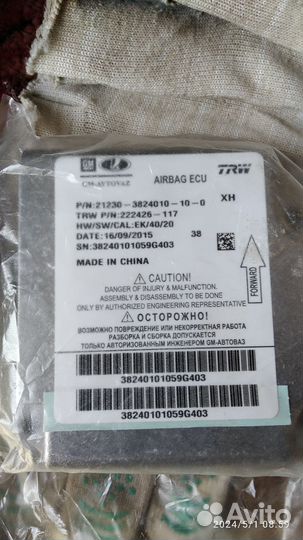 GM
GM-AVTOVAZ
AIRBAG ECU
TRW
P/N:21230-3824010-10-0 XH
TRW P/N:222426-117
HW/SW/CAL:EK/40/20
DATE:16/09/2015 38
SN:38240101059G403
MADE IN CHINA
FORWARD
CAUTION!
DANGER OF INJURY & MALFUNCTION.
ASSEMBLY & DISASSEMBLY TO BE DONE
ONLY BY AUTHORIZED ENGINEERING REPRESENTATIVE
ОСТОРОЖНО!
ВОЗМОЖНО ПОВРЕЖДЕНИЕ ИЛИ НЕКОРРЕКТНАЯ РАБОТА
РАЗБОРКА И СБОРКА ДОПУСКАЕТСЯ
ТОЛЬКО АВТОРИЗОВАННЫМ ИНЖЕНЕРОМ GM-АВТОВАЗ
38240101059G403
38240101059G403
2024/5/1 08:59
Avito